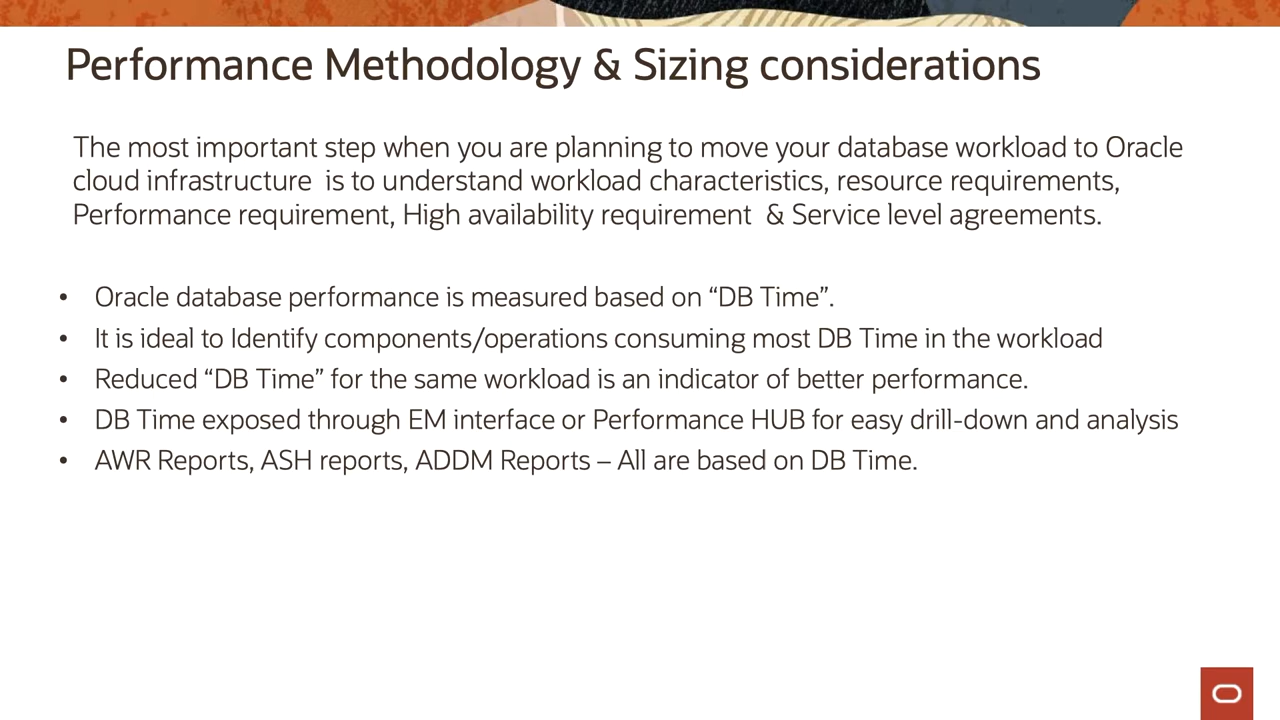 Performance Methodology & Sizing considerations
The most important step when you are planning to move your database workload to Oracle
cloud infrastructure  is to understand workload characteristics, resource requirements,
Performance requirement, High availability requirement  & Service level agreements.
• Oracle database performance is measured based on “DB Time”.
• It is ideal to Identify components/operations consuming most DB Time in the workload
• Reduced “DB Time” for the same workload is an indicator of better performance.
• DB Time exposed through EM interface or Performance HUB for easy drill-down and analysis
• AWR Reports, ASH reports, ADDM Reports – All are based on DB Time.